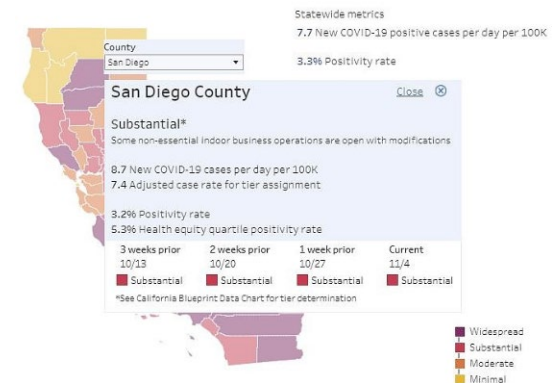 Statewide metrics
7.7 New COVID-19 positive cases per day per 100K
3.3% Positivity rate
County
San Diego
San Diego County
Close
Substantial*
Some non-essential indoor business operations are open with modifications
8.7 New COVID-19 cases per day per 100K
7.4 Adjusted case rate for tier assignment
3.2% Positivity rate
5.3% Health equity quartile positivity rate
3 weeks prior 2 weeks prior 1 week prior Current
10/13 10/20 10/27 11/4
Substantial Substantial Substantial Substantial
*See California Blueprint Data Chart for tier determination
Widespread
Substantial
Moderate
Minimal